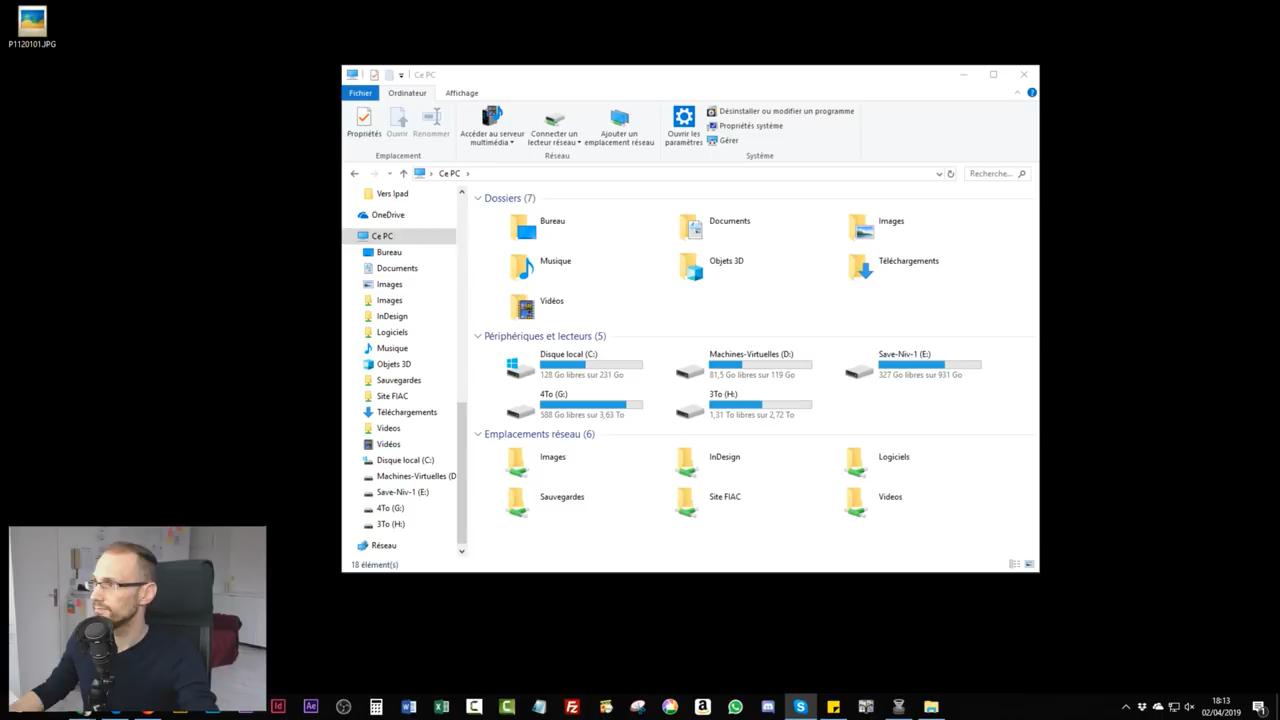 P1120101.JPG
Ce PC
Fichier
Ordinateur
Affichage
Propriétés
Ouvrir
Renommer
Accéder au serveur
multimédia
Connecter un
lecteur réseau
Ajouter un
emplacement réseau
Ouvrir les
paramètres
Désinstaller ou modifier un programme
Propriétés système
Gérer
Emplacement
Réseau
Système
Ce PC
Recherche...
Vers Ipad
OneDrive
Ce PC
Bureau
Documents
Images
Images
InDesign
Logiciels
Musique
Objets 3D
Sauvegardes
Site FIAC
Téléchargements
Videos
Vidéos
Disque local (C:)
Machines-Virtuelles (D
Save-Niv-1 (E:)
4To (G:)
3To (H:)
Réseau
Dossiers (7)
Bureau
Documents
Images
Musique
Objets 3D
Téléchargements
Vidéos
Périphériques et lecteurs (5)
Disque local (C:)
128 Go libres sur 231 Go
Machines-Virtuelles (D:)
81,5 Go libres sur 119 Go
Save-Niv-1 (E:)
327 Go libres sur 931 Go
4To (G:)
588 Go libres sur 3,63 To
3To (H:)
1,31 To libres sur 2,72 To
Emplacements réseau (6)
Images
InDesign
Logiciels
Sauvegardes
Site FIAC
Videos
18 élément(s)
Id
Ae
18:13
02/04/2019